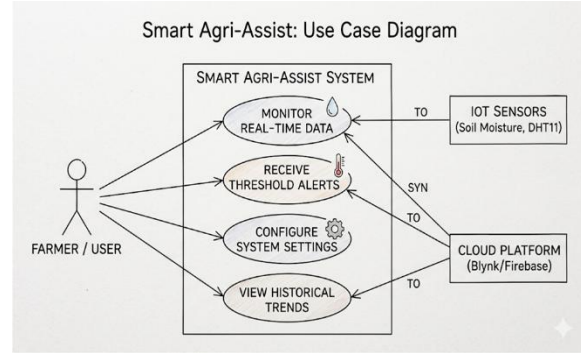 Smart Agri-Assist: Use Case Diagram
SMART AGRI-ASSIST SYSTEM
MONITOR
REAL-TIME DATA
TO
IOT SENSORS
(Soil Moisture, DHT11)
RECEIVE
THRESHOLD ALERTS
SYN
TO
FARMER / USER
CONFIGURE
SYSTEM SETTINGS
CLOUD PLATFORM
(Blynk/Firebase)
TO
VIEW HISTORICAL
TRENDS